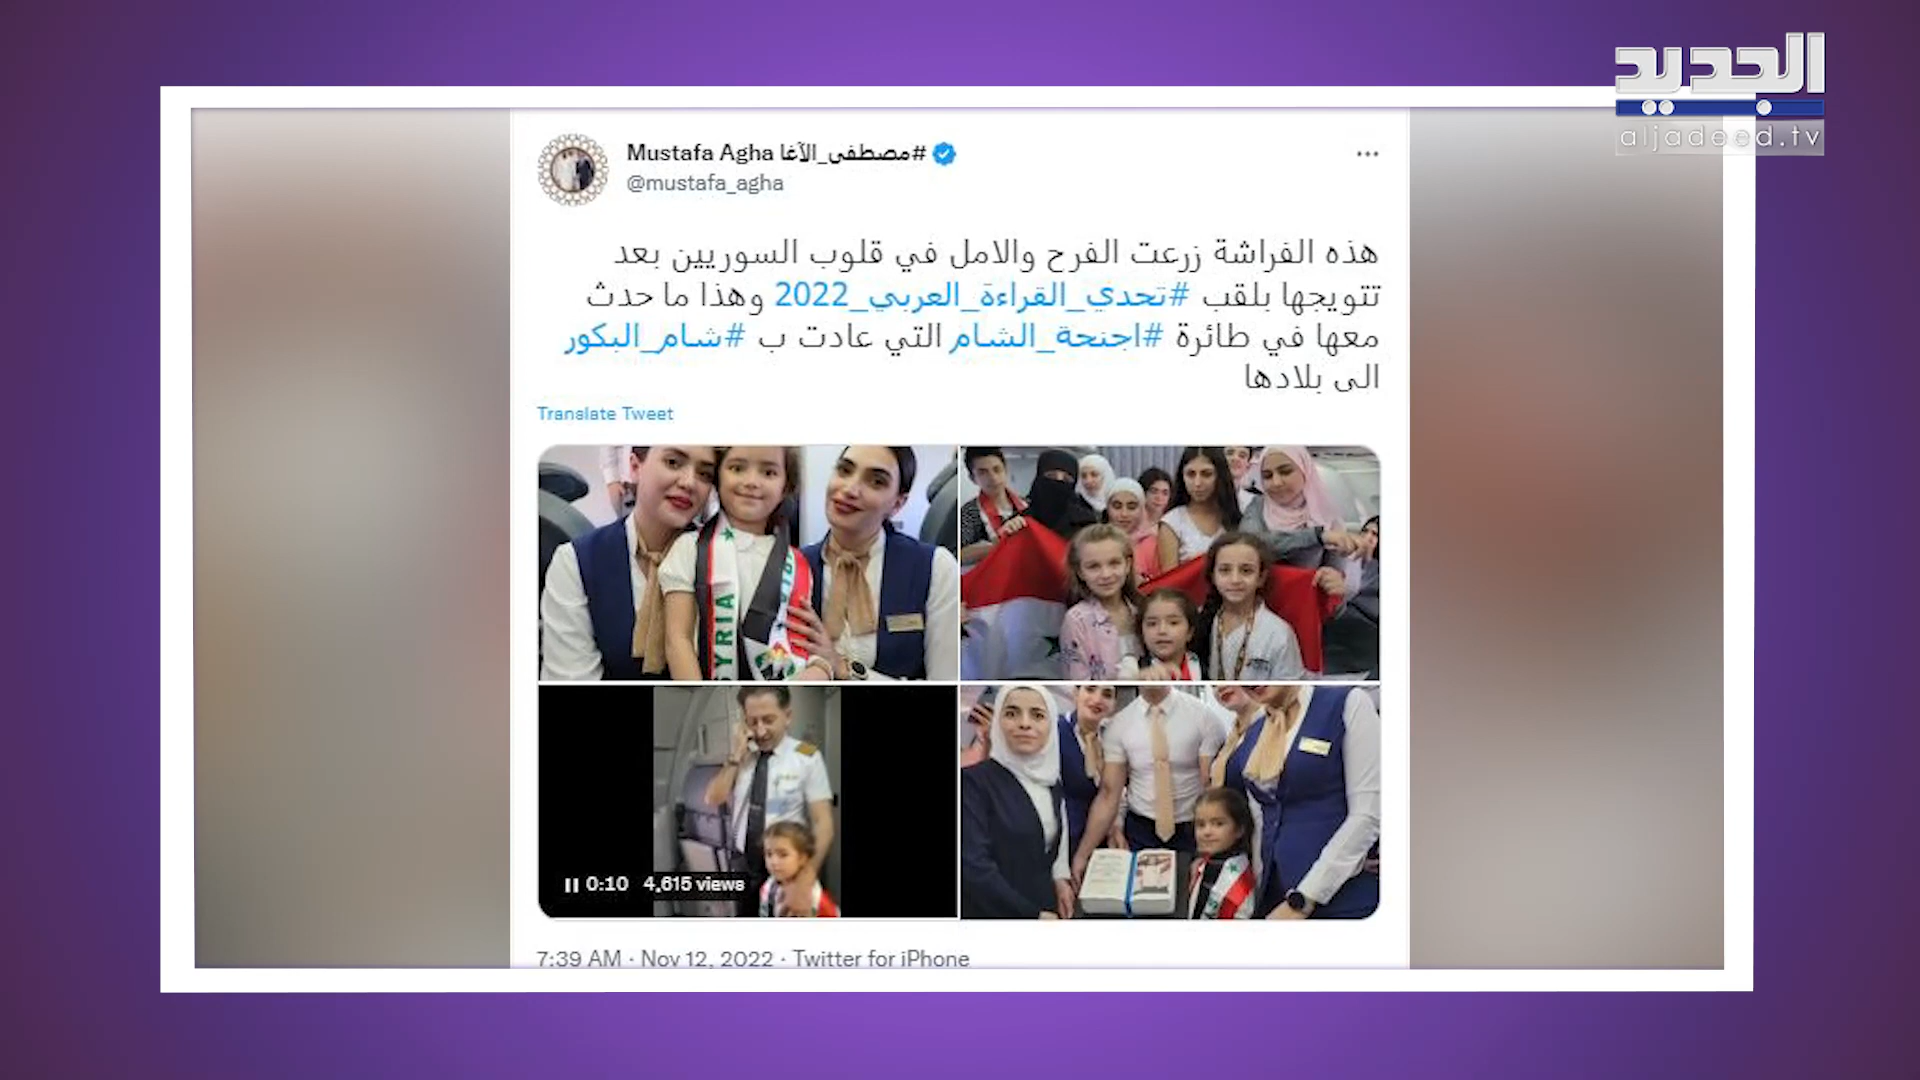 الجديد
aljadeed.tv
Mustafa Agha #مصطفى_الآغا
@mustafa_agha
هذه الفراشة زرعت الفرح والامل في قلوب السوريين بعد
تتويجها بلقب #تحدي_القراءة_العربي_2022 وهذا ما حدث
معها في طائرة #اجنحة_الشام التي عادت ب #شام_البكور
الى بلادها
Translate Tweet
SYRIA
0:10 4,615 views
7:39 AM · Nov 12, 2022 · Twitter for iPhone